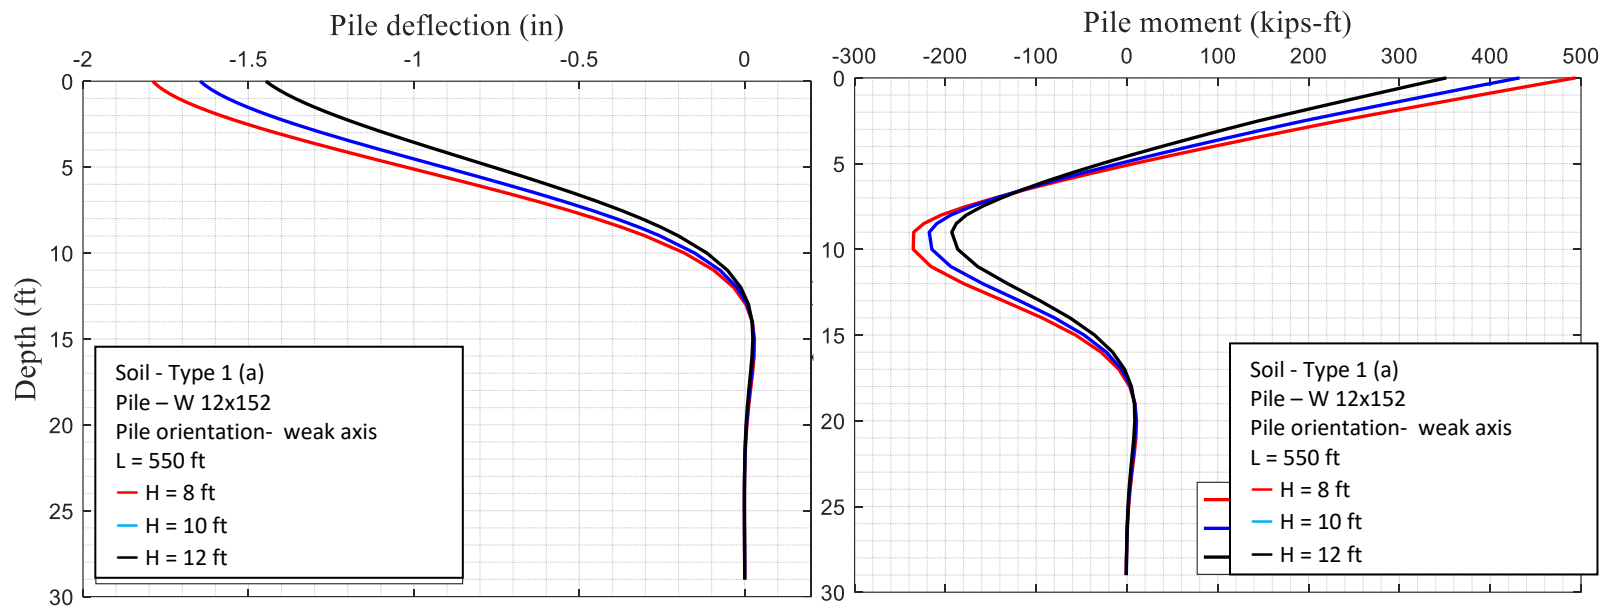 Pile deflection (in)
-2 -1.5 -1 -0.5 0
0
5
10
15
20
25
30
Depth (ft)
Soil - Type 1 (a)
Pile – W 12x152
Pile orientation- weak axis
L = 550 ft
H = 8 ft
H = 10 ft
H = 12 ft
Pile moment (kips-ft)
-300 -200 -100 0 100 200 300 400 500
0
5
10
15
20
25
30
Soil - Type 1 (a)
Pile – W 12x152
Pile orientation- weak axis
L = 550 ft
H = 8 ft
H = 10 ft
H = 12 ft